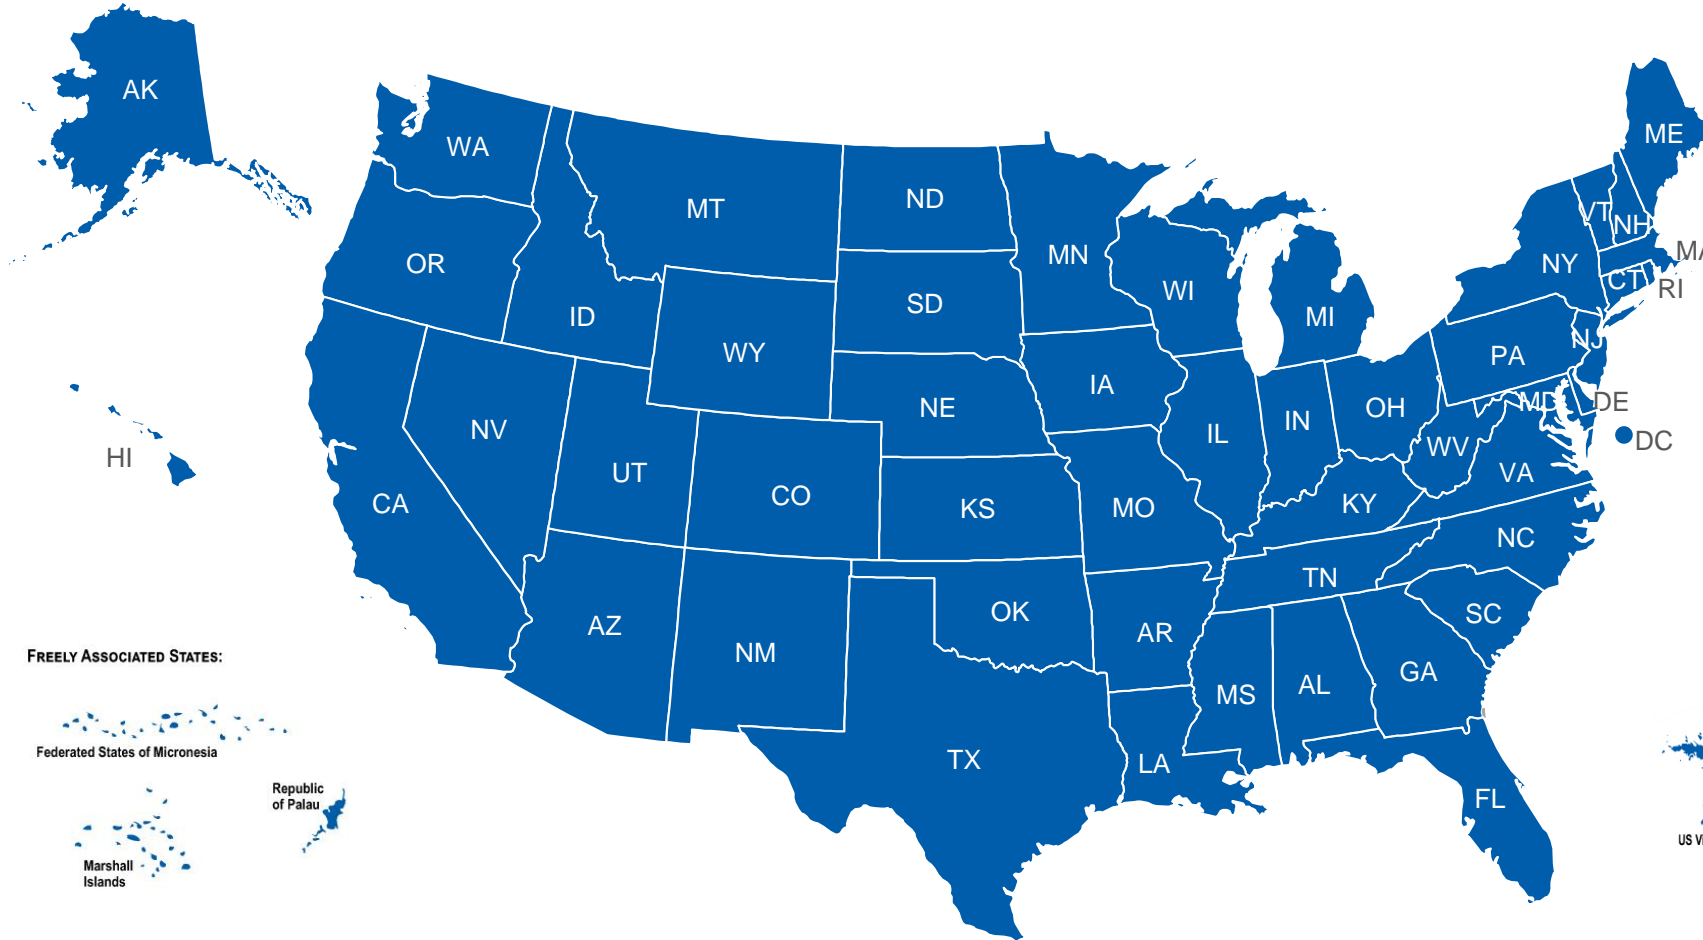 AK
WA
ME
MT
ND
VT
NH
OR
MN
MA
NY
WI
CT
RI
ID
SD
MI
WY
PA
NJ
IA
NE
OH
MD
DE
NV
IL
IN
DC
HI
WV
UT
VA
CO
CA
KS
MO
KY
NC
TN
OK
SC
AZ
AR
NM
FREELY ASSOCIATED STATES:
GA
AL
MS
Federated States of Micronesia
TX
LA
Republic
of Palau
FL
US
Marshall
Islands